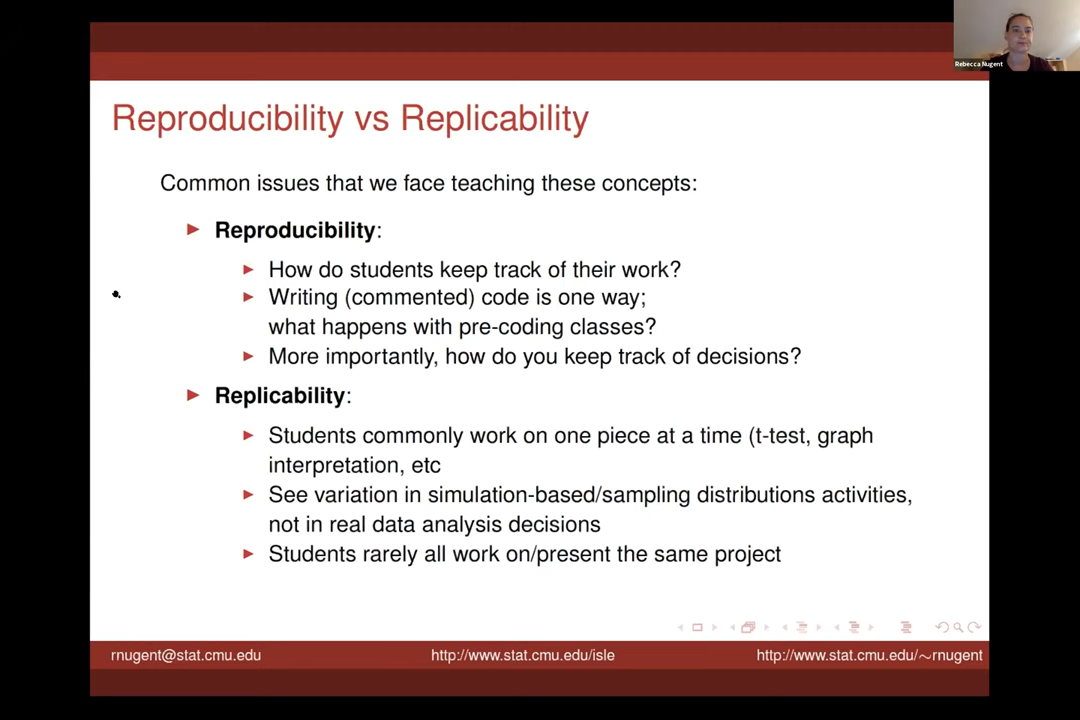 Rebecca Nugent
Reproducibility vs Replicability
Common issues that we face teaching these concepts:
Reproducibility:
How do students keep track of their work?
Writing (commented) code is one way;
what happens with pre-coding classes?
More importantly, how do you keep track of decisions?
Replicability:
Students commonly work on one piece at a time (t-test, graph
interpretation, etc
See variation in simulation-based/sampling distributions activities,
not in real data analysis decisions
Students rarely all work on/present the same project
rnugent@stat.cmu.edu
http://www.stat.cmu.edu/isle
http://www.stat.cmu.edu/~rnugent